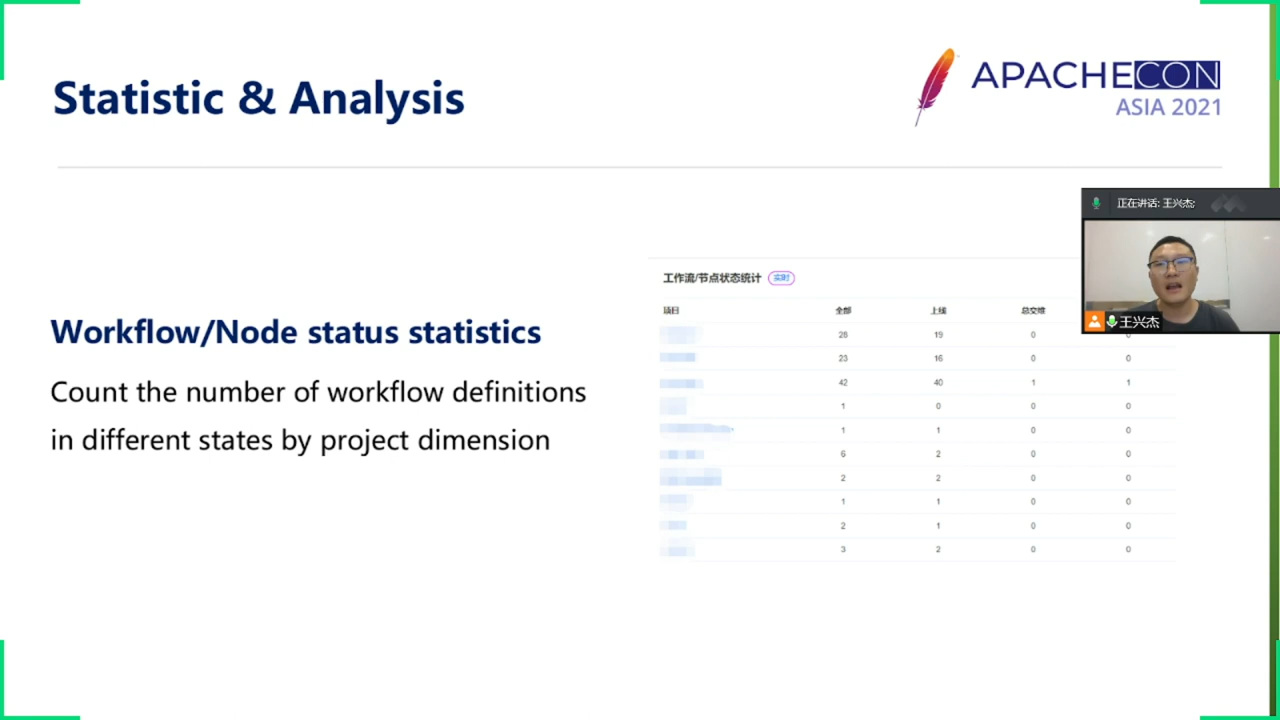 Statistic & Analysis
APACHECON
ASIA 2021
正在讲话: 王兴杰;
Workflow/Node status statistics
Count the number of workflow definitions
in different states by project dimension
工作流/节点状态统计 实时
项目 全部 上线 总交维
28 19 0 0
23 16 0 0
42 40 1 1
1 0 0 0
1 1 0 0
6 2 0 0
2 2 0 0
1 1 0 0
2 1 0 0
3 2 0 0
王兴杰